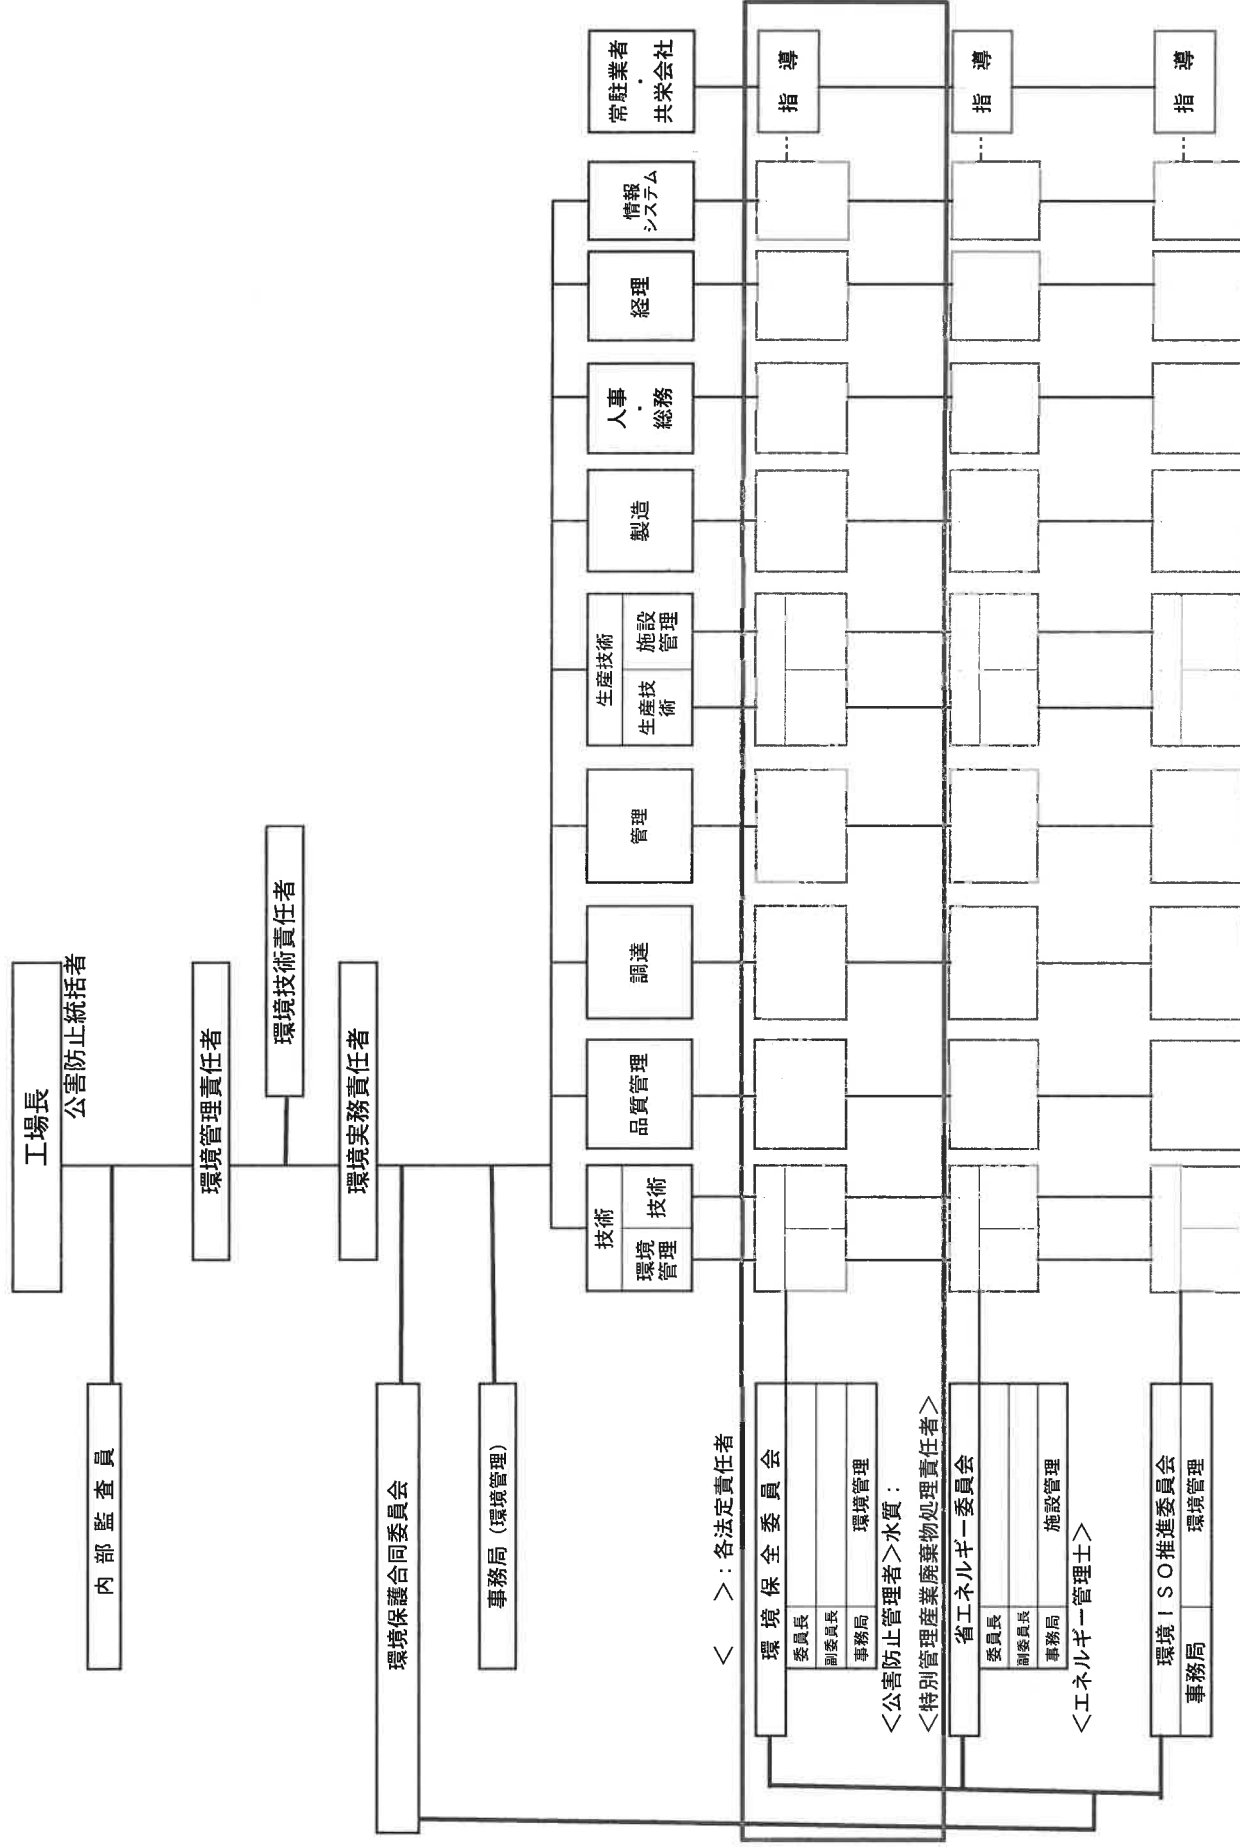 工場長
公害防止統括者
内部監査員
環境管理責任者
環境技術責任者
環境実務責任者
環境保護合同委員会
事務局（環境管理）
技術
環境
管理
技術
品質管理
調達
管理
生産技術
生産技
術
施設
管理
製造
人事
・
総務
経理
情報
システム
常駐業者
・
共栄会社
＜　＞：各法定責任者
環境保全委員会
委員長
副委員長
事務局　環境管理
＜公害防止管理者＞水質：
＜特別管理産業廃棄物処理責任者＞
指導
省エネルギー委員会
委員長
副委員長
事務局　施設管理
＜エネルギー管理士＞
指導
環境ＩＳＯ推進委員会
事務局　環境管理
指導